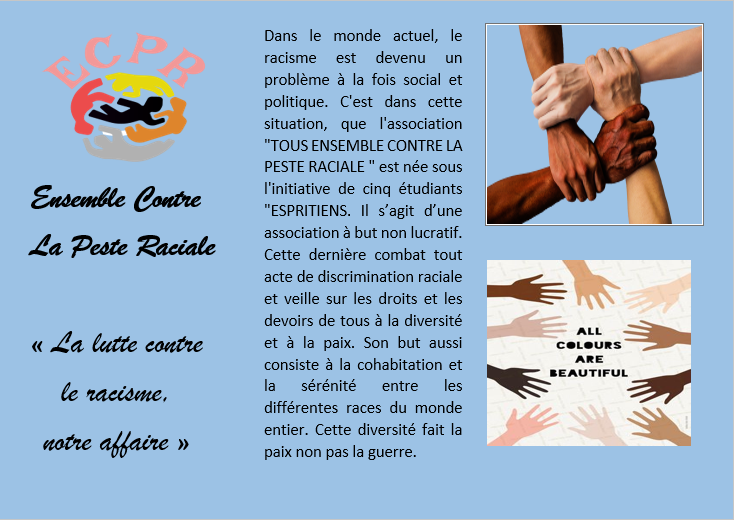 ECPR
Ensemble Contre
La Peste Raciale
« La lutte contre
le racisme,
notre affaire »
Dans le monde actuel, le
racisme est devenu un
problème à la fois social et
politique. C'est dans cette
situation, que l'association
"TOUS ENSEMBLE CONTRE LA
PESTE RACIALE " est née sous
l'initiative de cinq étudiants
"ESPRITIENS. Il s’agit d’une
association à but non lucratif.
Cette dernière combat tout
acte de discrimination raciale
et veille sur les droits et les
devoirs de tous à la diversité
et à la paix. Son but aussi
consiste à la cohabitation et
la sérénité entre les
différentes races du monde
entier. Cette diversité fait la
paix non pas la guerre.
ALL
COLOURS
ARE
BEAUTIFUL